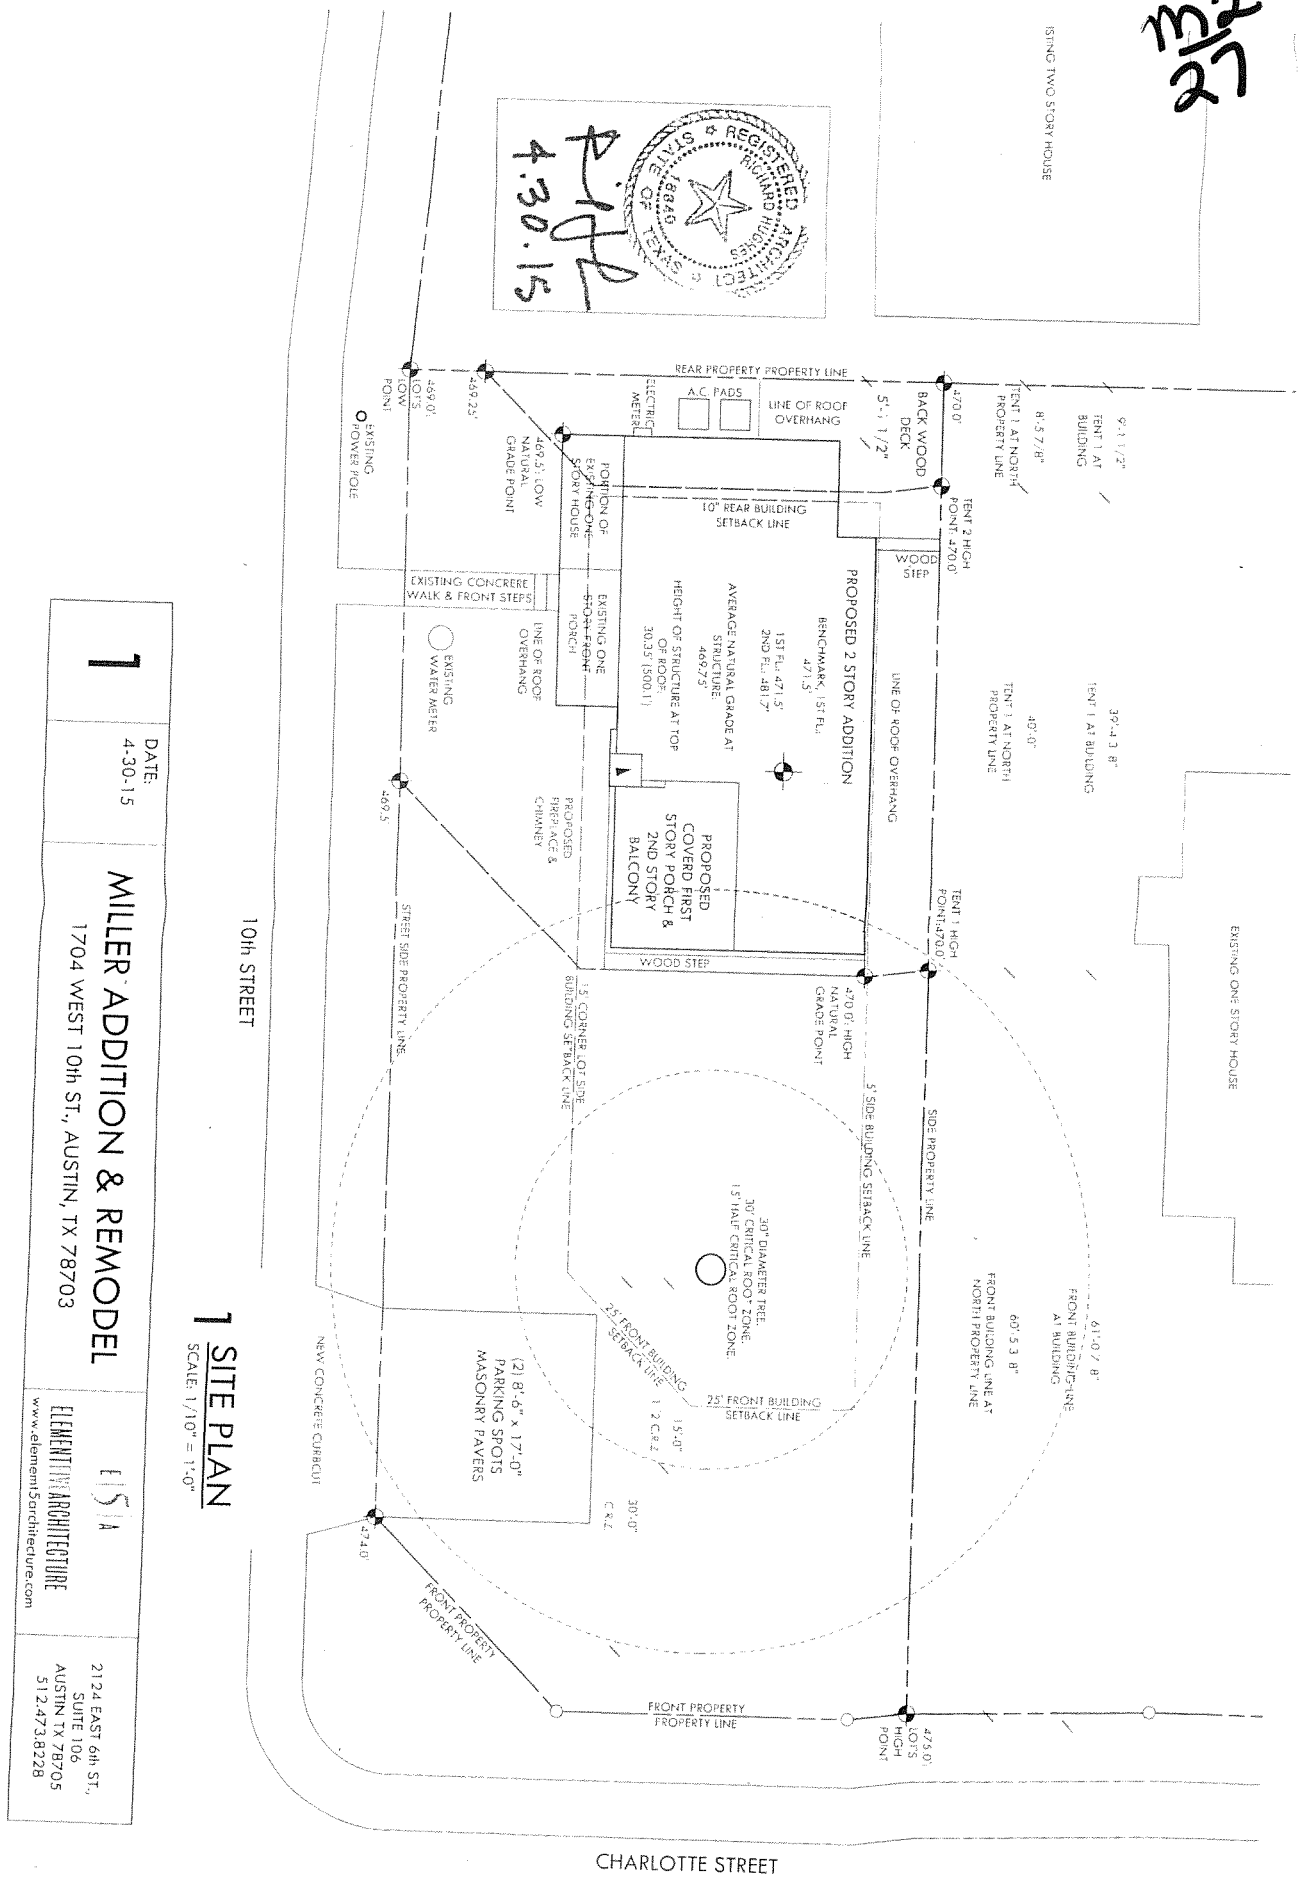 ISTING TWO STORY HOUSE
REGISTERED ARCHITECT
RICHARD HUGHES
STATE OF TEXAS
4.30.15
REAR PROPERTY PROPERTY LINE
A.C. PADS
LINE OF ROOF
OVERHANG
ELECTRIC
METER
5'-1 1/2"
BACK WOOD
DECK
470.0'
469.25'
469.0'
LOT'S
LOW
POINT
EXISTING
POWER POLE
469.5': LOW
NATURAL
GRADE POINT
PORTION OF
EXISTING ONE
STORY HOUSE
10" REAR BUILDING
SETBACK LINE
TENT 2 HIGH
POINT: 470.0'
WOOD
STEP
9'-1 1/2"
TENT 1 AT
BUILDING
8'-5 7/8"
TENT 1 AT NORTH
PROPERTY LINE
EXISTING CONCRERE
WALK & FRONT STEPS
EXISTING ONE
STORY FRONT
PORCH
LINE OF ROOF
OVERHANG
EXISTING
WATER METER
PROPOSED 2 STORY ADDITION
BENCHMARK, 1ST FL.:
471.5'
1ST FL.: 471.5'
2ND FL.: 481.7'
AVERAGE NATURAL GRADE AT
STRUCTURE:
469.75'
HEIGHT OF STRUCTURE AT TOP
OF ROOF:
30.35' (500.1')
LINE OF ROOF OVERHANG
39'-4 3 8"
TENT 1 AT BUILDING
40'-0"
TENT 1 AT NORTH
PROPERTY LINE
EXISTING ONE STORY HOUSE
469.5
PROPOSED
FIREPLACE &
CHIMNEY
PROPOSED
COVERD FIRST
STORY PORCH &
2ND STORY
BALCONY
WOOD STEP
TENT 1 HIGH
POINT:470.0'
470.0': HIGH
NATURAL
GRADE POINT
STREET SIDE PROPERTY LINE
15' CORNER LOT SIDE
BUILDING SETBACK LINE
5' SIDE BUILDING SETBACK LINE
SIDE PROPERTY LINE
30" DIAMETER TREE.
30' CRITICAL ROOT ZONE.
15' HALF CRITICAL ROOT ZONE.
25' FRONT BUILDING
SETBACK LINE
25' FRONT BUILDING
SETBACK LINE
15'-0"
1 2 C.R.Z.
30'-0"
C.R.Z.
61'-0 7 8"
FRONT BUILDING LINE
AT BUILDING
60'-5 3 8"
FRONT BUILDING LINE AT
NORTH PROPERTY LINE
(2) 8'-6" x 17'-0"
PARKING SPOTS
MASONRY PAVERS
NEW CONCRETE CURBCUT
474.0'
FRONT PROPERTY
PROPERTY LINE
FRONT PROPERTY
PROPERTY LINE
475.0'
LOT'S
HIGH
POINT
10th STREET
CHARLOTTE STREET
1 SITE PLAN
SCALE: 1/10" = 1'-0"
1
DATE:
4-30-15
MILLER ADDITION & REMODEL
1704 WEST 10th ST., AUSTIN, TX 78703
E|5|A
ELEMENTFIVEARCHITECTURE
www.element5architecture.com
2124 EAST 6th ST.,
SUITE 106
AUSTIN TX 78705
512.473.8228